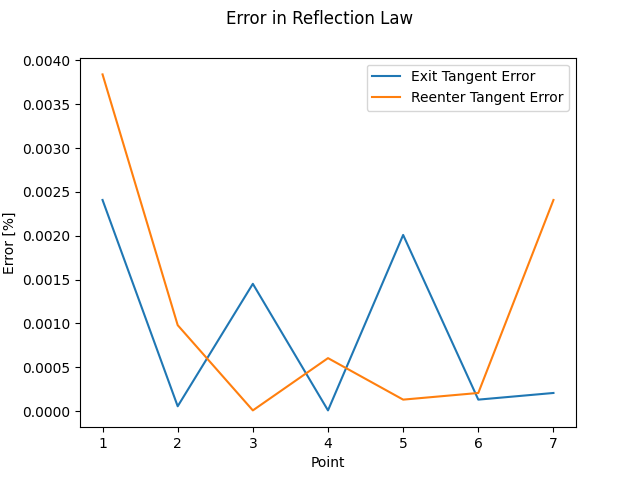 Error in Reflection Law
Exit Tangent Error
Reenter Tangent Error
0.0040
0.0035
0.0030
0.0025
0.0020
0.0015
0.0010
0.0005
0.0000
Error [%]
1 2 3 4 5 6 7
Point